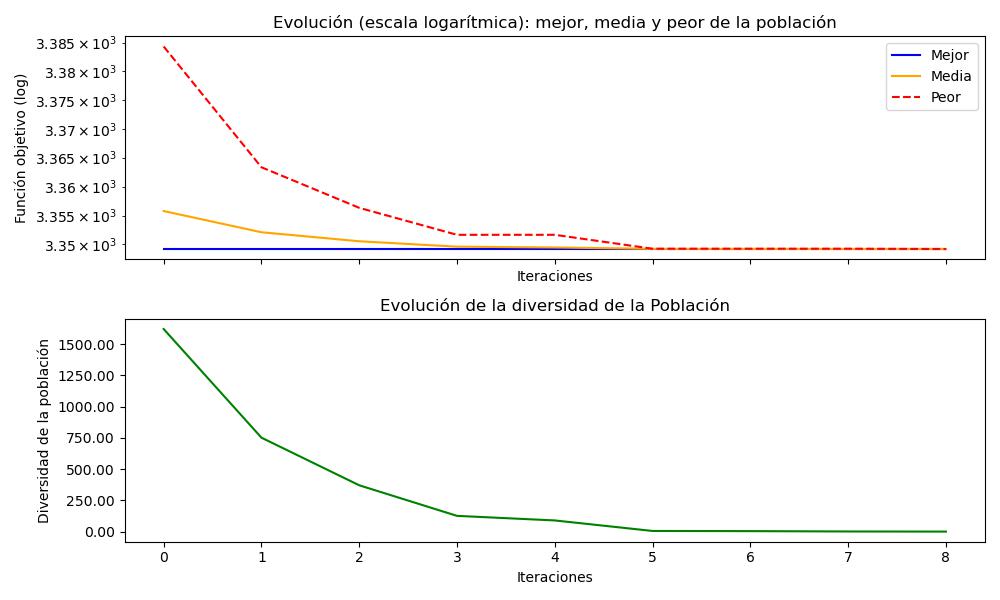 Evolución (escala logarítmica): mejor, media y peor de la población
Función objetivo (log)
3.385 × 10³
3.38 × 10³
3.375 × 10³
3.37 × 10³
3.365 × 10³
3.36 × 10³
3.355 × 10³
3.35 × 10³
Mejor
Media
Peor
Iteraciones
Evolución de la diversidad de la Población
Diversidad de la población
1500.00
1250.00
1000.00
750.00
500.00
250.00
0.00
0 1 2 3 4 5 6 7 8
Iteraciones